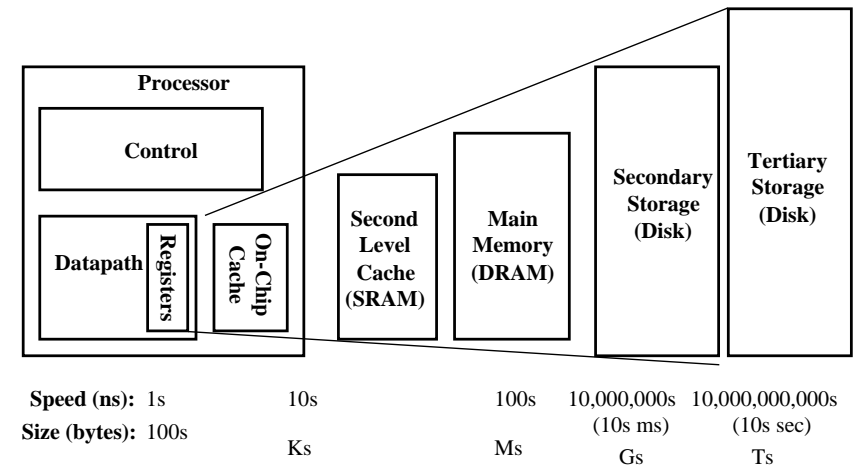 Processor
Control
Datapath
Registers
On-Chip
Cache
Second
Level
Cache
(SRAM)
Main
Memory
(DRAM)
Secondary
Storage
(Disk)
Tertiary
Storage
(Disk)
Speed (ns): 1s 10s 100s 10,000,000s 10,000,000,000s
(10s ms) (10s sec)
Size (bytes): 100s
Ks Ms Gs Ts